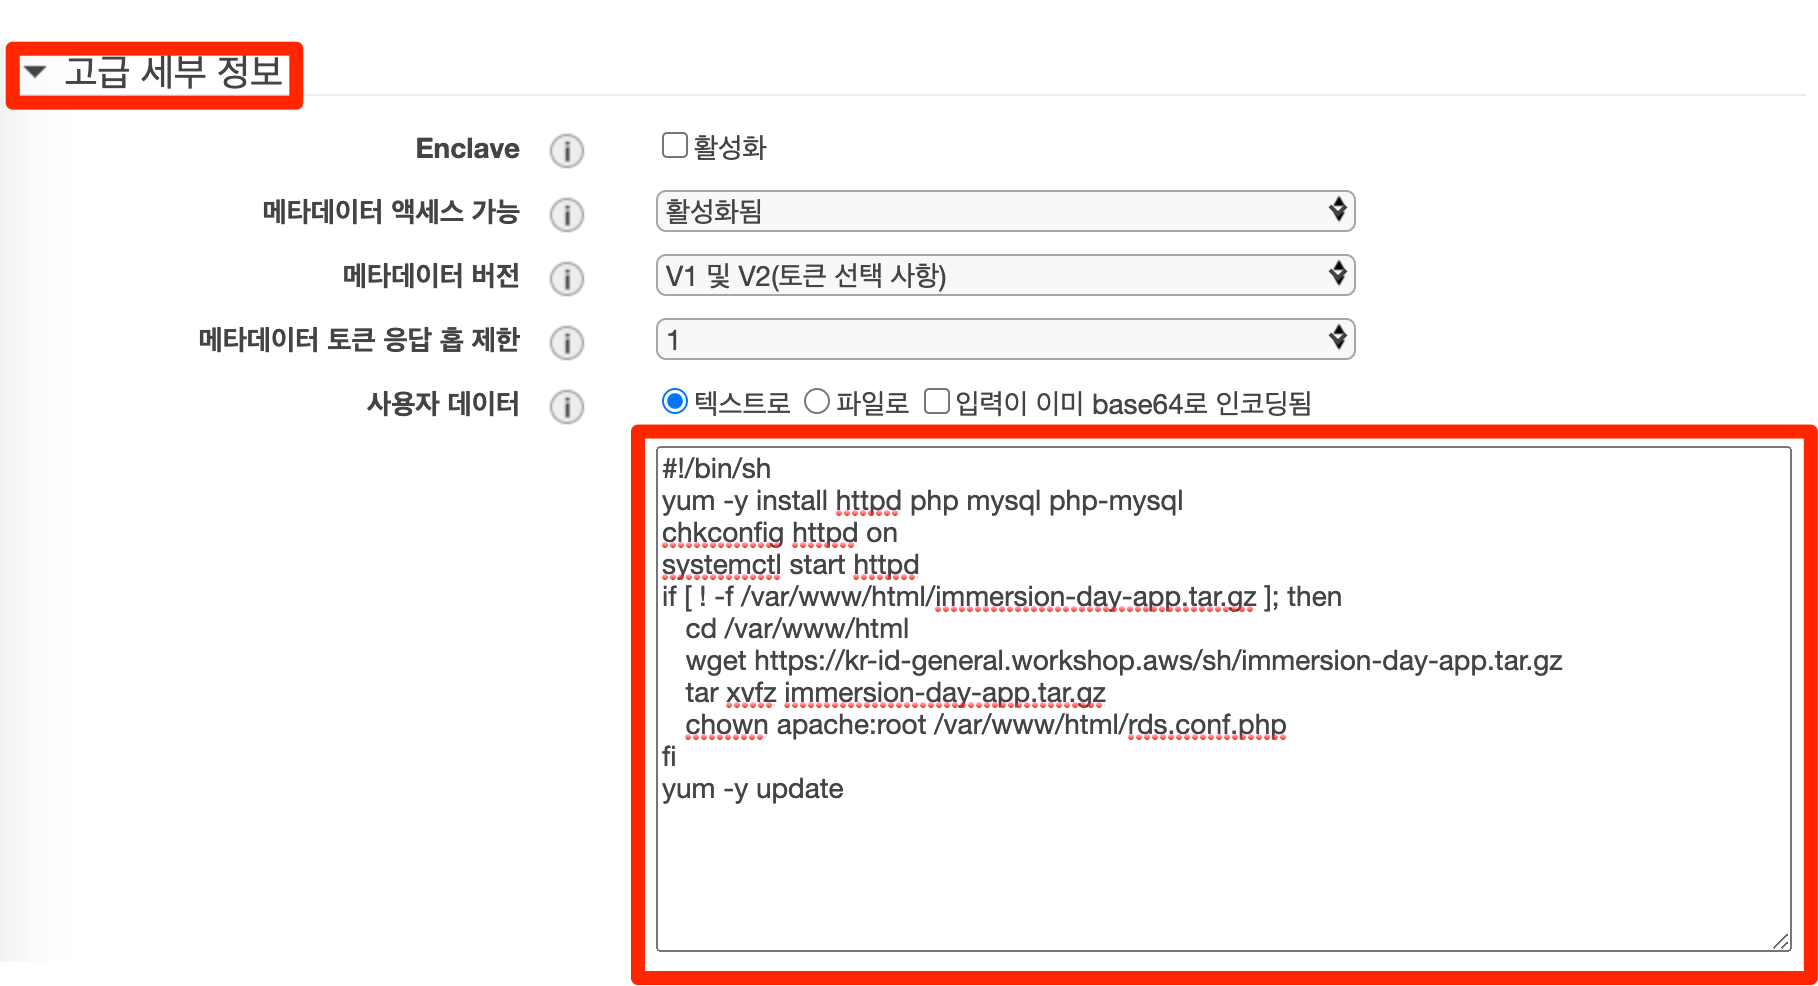 고급 세부 정보
Enclave 활성화
메타데이터 액세스 가능 활성화됨
메타데이터 버전 V1 및 V2(토큰 선택 사항)
메타데이터 토큰 응답 홉 제한 1
사용자 데이터 텍스트로 파일로 입력이 이미 base64로 인코딩됨
#!/bin/sh
yum -y install httpd php mysql php-mysql
chkconfig httpd on
systemctl start httpd
if [ ! -f /var/www/html/immersion-day-app.tar.gz ]; then
cd /var/www/html
wget https://kr-id-general.workshop.aws/sh/immersion-day-app.tar.gz
tar xvfz immersion-day-app.tar.gz
chown apache:root /var/www/html/rds.conf.php
fi
yum -y update